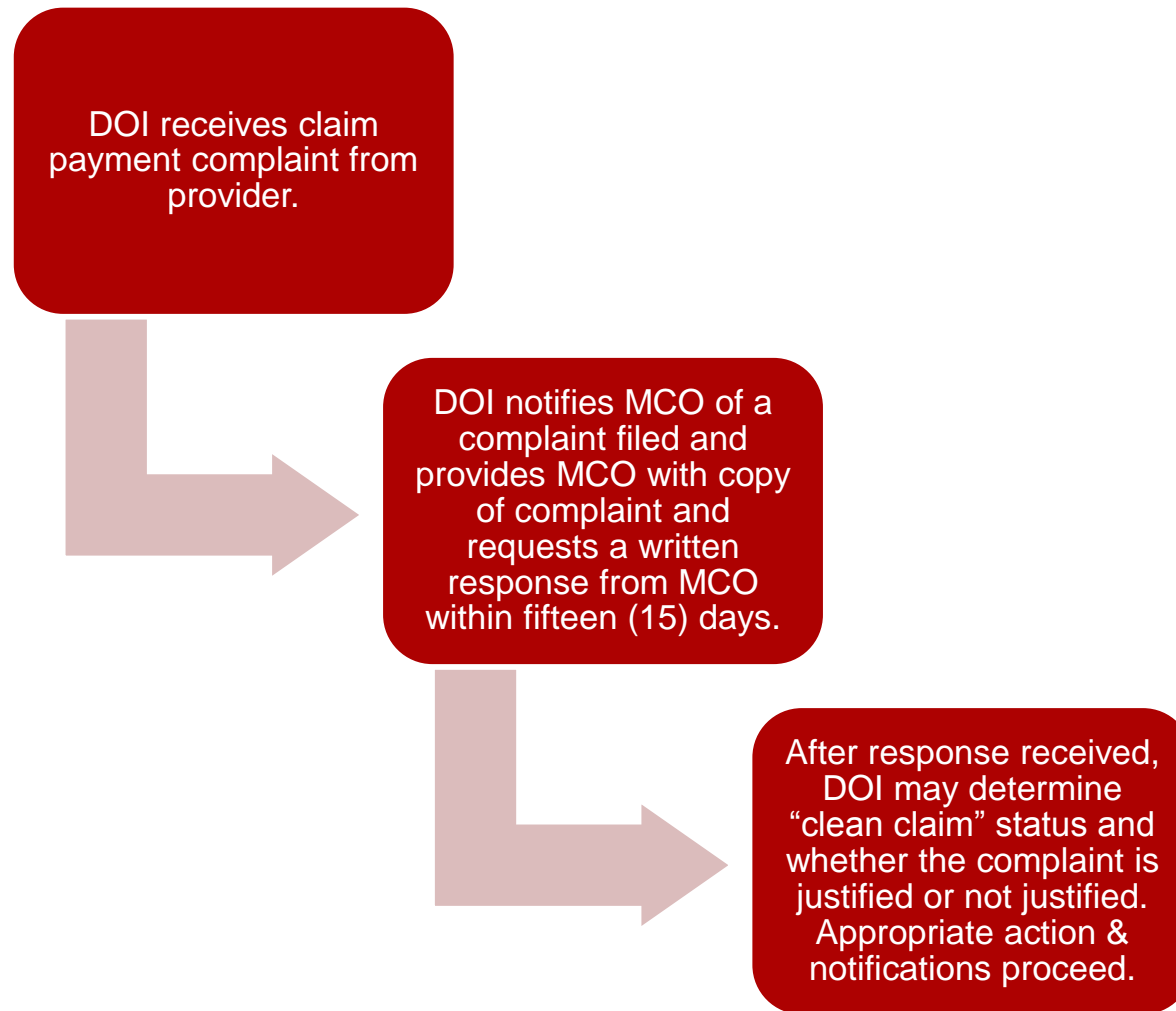 DOI receives claim
payment complaint from
provider.
DOI notifies MCO of a
complaint filed and
provides MCO with copy
of complaint and
requests a written
response from MCO
within fifteen (15) days.
After response received,
DOI may determine
“clean claim” status and
whether the complaint is
justified or not justified.
Appropriate action &
notifications proceed.